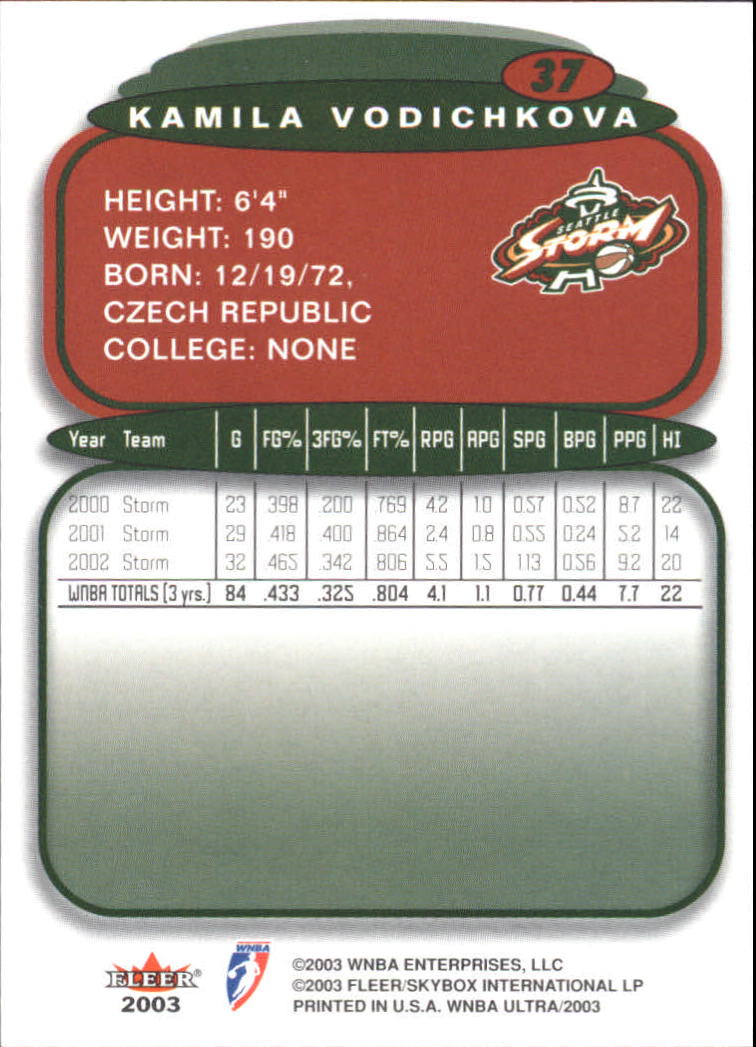 37
KAMILA VODICHKOVA
HEIGHT: 6'4"
WEIGHT: 190
BORN: 12/19/72,
CZECH REPUBLIC
COLLEGE: NONE
SEATTLE
STORM
Year Team G FG% 3FG% FT% RPG APG SPG BPG PPG HI
2000 Storm 23 .398 .200 .769 4.2 1.0 0.57 0.52 8.7 22
2001 Storm 29 .418 .400 .864 2.4 0.8 0.55 0.24 5.2 14
2002 Storm 32 .465 .342 .806 5.5 1.5 1.13 0.56 9.2 20
WNBA TOTALS (3 yrs.) 84 .433 .325 .804 4.1 1.1 0.77 0.44 7.7 22
FLEER®
2003
WNBA
©2003 WNBA ENTERPRISES, LLC
©2003 FLEER/SKYBOX INTERNATIONAL LP
PRINTED IN U.S.A. WNBA ULTRA/2003